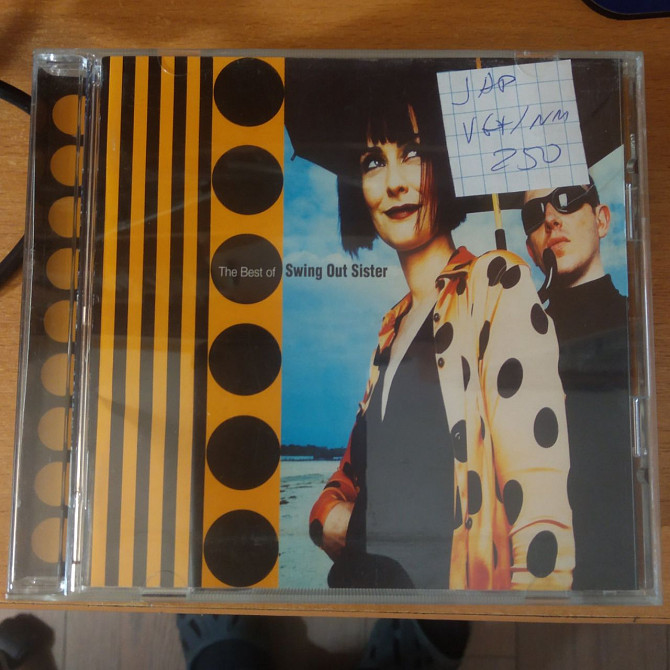 JAP
VG+/NM
250
The Best of Swing Out Sister